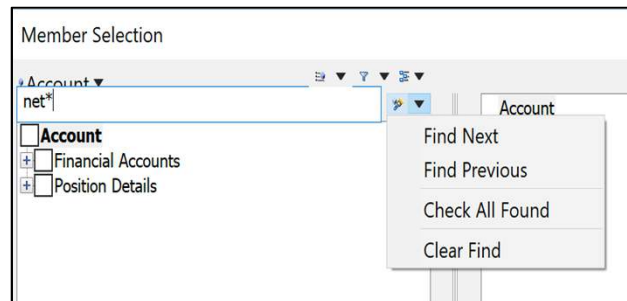 Member Selection
Account
net*
Account
Account
Financial Accounts
Position Details
Find Next
Find Previous
Check All Found
Clear Find